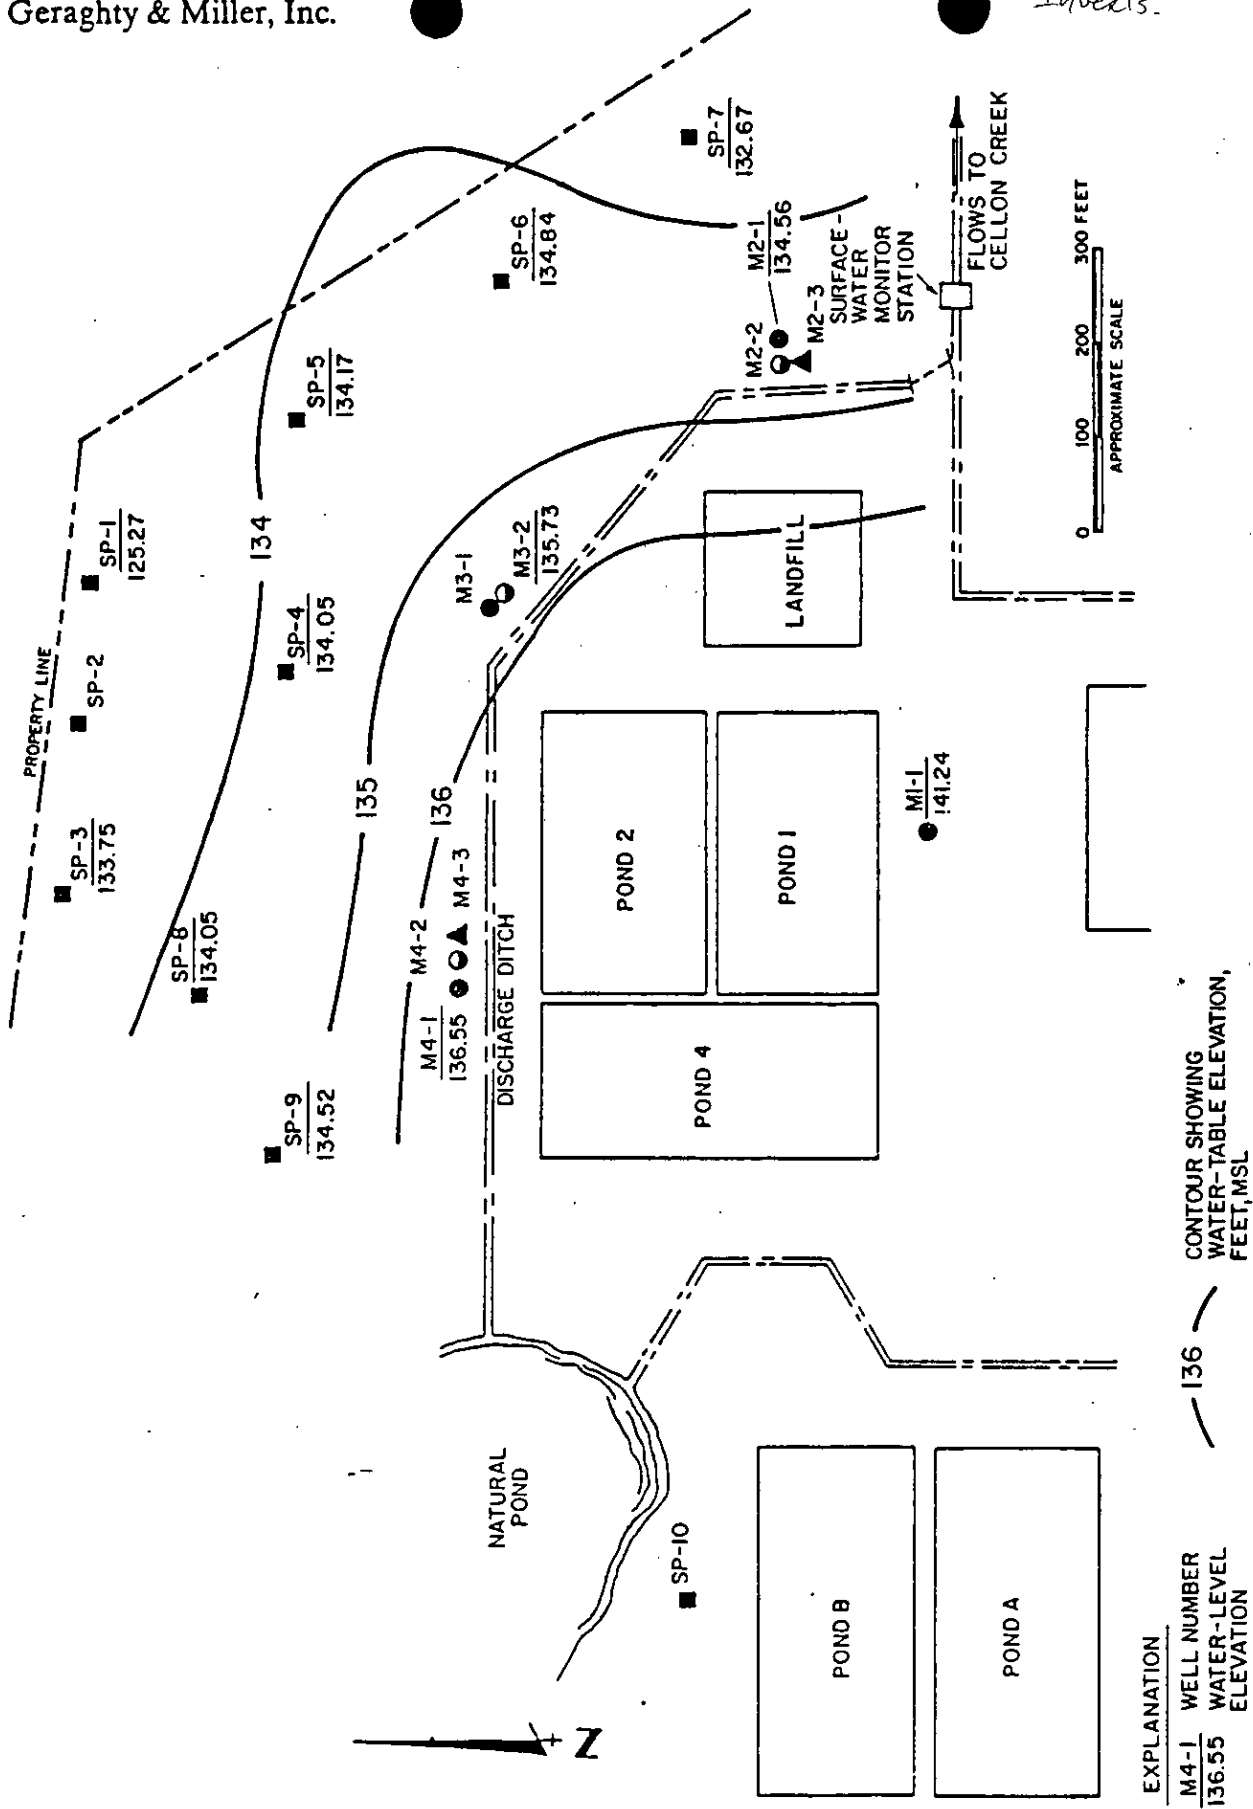 Geraghty & Miller, Inc.
PROPERTY LINE
SP-3
133.75
SP-2
SP-1
125.27
SP-8
134.05
134
SP-9
134.52
SP-4
134.05
SP-5
134.17
SP-6
134.84
SP-7
132.67
135
136
M4-1
136.55
M4-2
M4-3
M3-1
M3-2
135.73
DISCHARGE DITCH
NATURAL
POND
SP-10
POND 2
POND 1
POND 4
LANDFILL
M2-2
M2-1
134.56
M2-3
SURFACE-
WATER
MONITOR
STATION
FLOWS TO
CELLON CREEK
M1-1
141.24
POND B
POND A
0 100 200 300 FEET
APPROXIMATE SCALE
N
EXPLANATION
M4-1 WELL NUMBER
136.55 WATER-LEVEL
ELEVATION
136
CONTOUR SHOWING
WATER-TABLE ELEVATION,
FEET, MSL